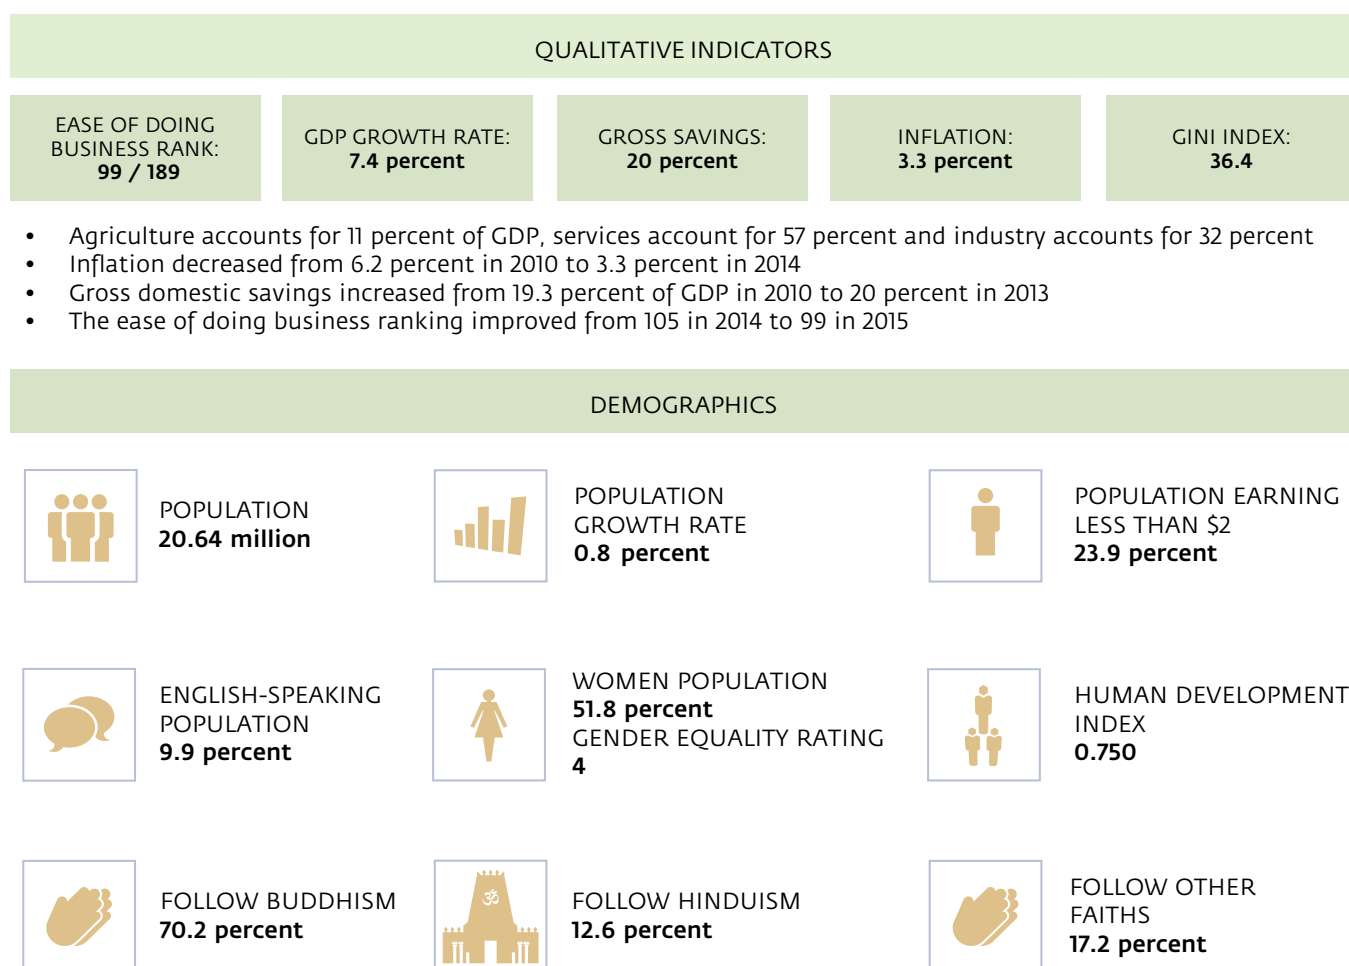 QUALITATIVE INDICATORS
EASE OF DOING
BUSINESS RANK:
99 / 189
GDP GROWTH RATE:
7.4 percent
GROSS SAVINGS:
20 percent
INFLATION:
3.3 percent
GINI INDEX:
36.4
• Agriculture accounts for 11 percent of GDP, services account for 57 percent and industry accounts for 32 percent
• Inflation decreased from 6.2 percent in 2010 to 3.3 percent in 2014
• Gross domestic savings increased from 19.3 percent of GDP in 2010 to 20 percent in 2013
• The ease of doing business ranking improved from 105 in 2014 to 99 in 2015
DEMOGRAPHICS
POPULATION
20.64 million
POPULATION
GROWTH RATE
0.8 percent
POPULATION EARNING
LESS THAN $2
23.9 percent
ENGLISH-SPEAKING
POPULATION
9.9 percent
WOMEN POPULATION
51.8 percent
GENDER EQUALITY RATING
4
HUMAN DEVELOPMENT
INDEX
0.750
FOLLOW BUDDHISM
70.2 percent
ॐ
FOLLOW HINDUISM
12.6 percent
FOLLOW OTHER
FAITHS
17.2 percent